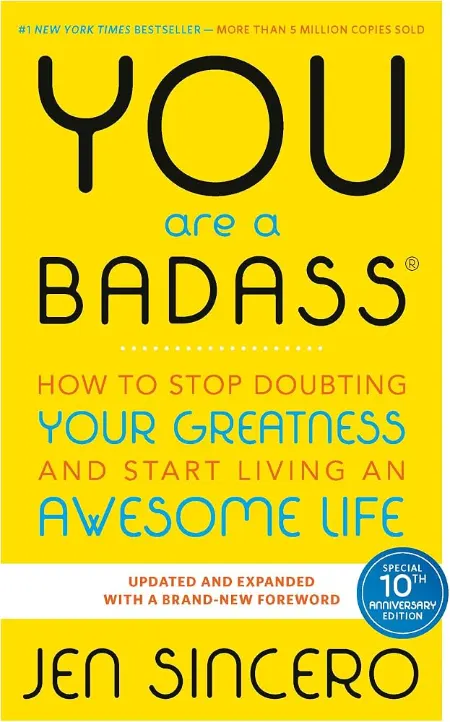 #1 NEW YORK TIMES BESTSELLER — MORE THAN 5 MILLION COPIES SOLD
YOU
are a
BADASS®
HOW TO STOP DOUBTING
YOUR GREATNESS
AND START LIVING AN
AWESOME LIFE
UPDATED AND EXPANDED
WITH A BRAND-NEW FOREWORD
SPECIAL
10TH
ANNIVERSARY
EDITION
JEN SINCERO